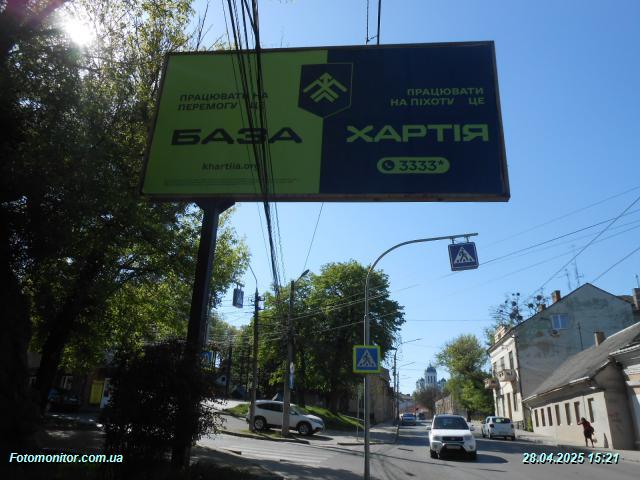 ПРАЦЮВАТИ НА
ПЕРЕМОГУ ЦЕ
БАЗА
khartiia.org
ПРАЦЮВАТИ
НА ПІХОТУ ЦЕ
ХАРТІЯ
3333*
Fotomonitor.com.ua
28.04.2025 15:21